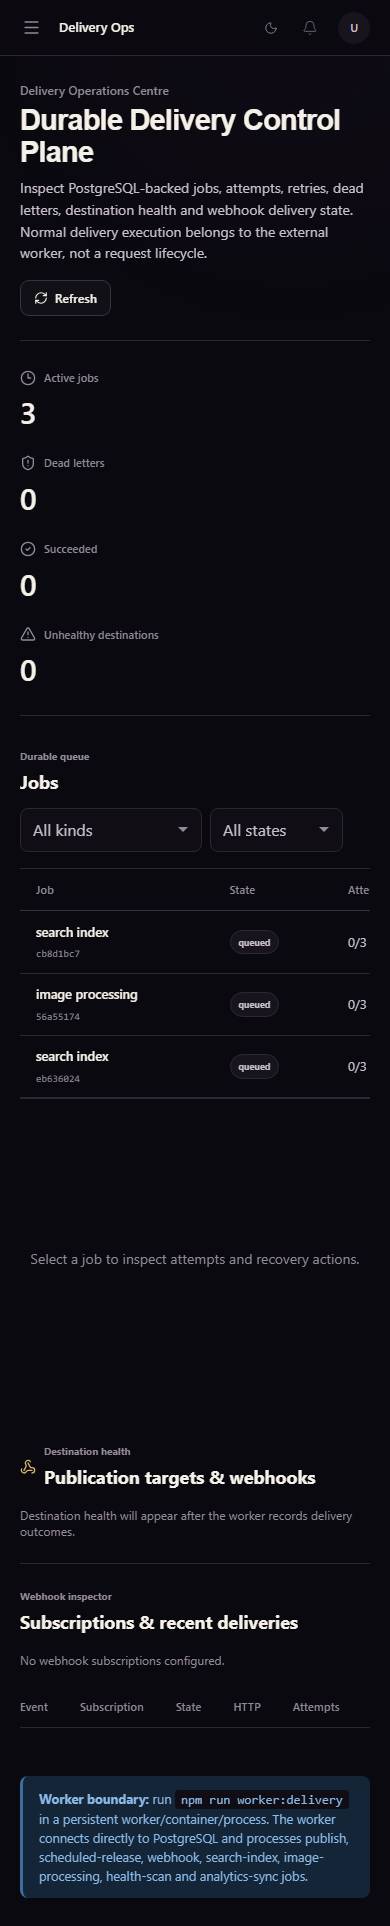 Delivery Ops
U
Delivery Operations Centre
Durable Delivery Control
Plane
Inspect PostgreSQL-backed jobs, attempts, retries, dead
letters, destination health and webhook delivery state.
Normal delivery execution belongs to the external
worker, not a request lifecycle.
Refresh
Active jobs
3
Dead letters
0
Succeeded
0
Unhealthy destinations
0
Durable queue
Jobs
All kinds All states
Job State Atte
search index queued 0/3
cb8d1bc7
image processing queued 0/3
56a55174
search index queued 0/3
eb636024
Select a job to inspect attempts and recovery actions.
Destination health
Publication targets & webhooks
Destination health will appear after the worker records delivery
outcomes.
Webhook inspector
Subscriptions & recent deliveries
No webhook subscriptions configured.
Event Subscription State HTTP Attempts
Worker boundary: run npm run worker:delivery
in a persistent worker/container/process. The worker
connects directly to PostgreSQL and processes publish,
scheduled-release, webhook, search-index, image-
processing, health-scan and analytics-sync jobs.